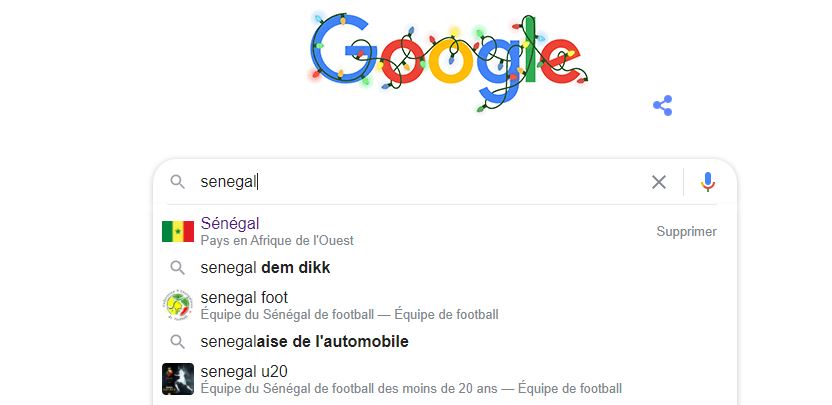 Google
senegal
Sénégal
Pays en Afrique de l'Ouest
Supprimer
senegal dem dikk
senegal foot
Équipe du Sénégal de football — Équipe de football
senegalaise de l'automobile
senegal u20
Équipe du Sénégal de football des moins de 20 ans — Équipe de football